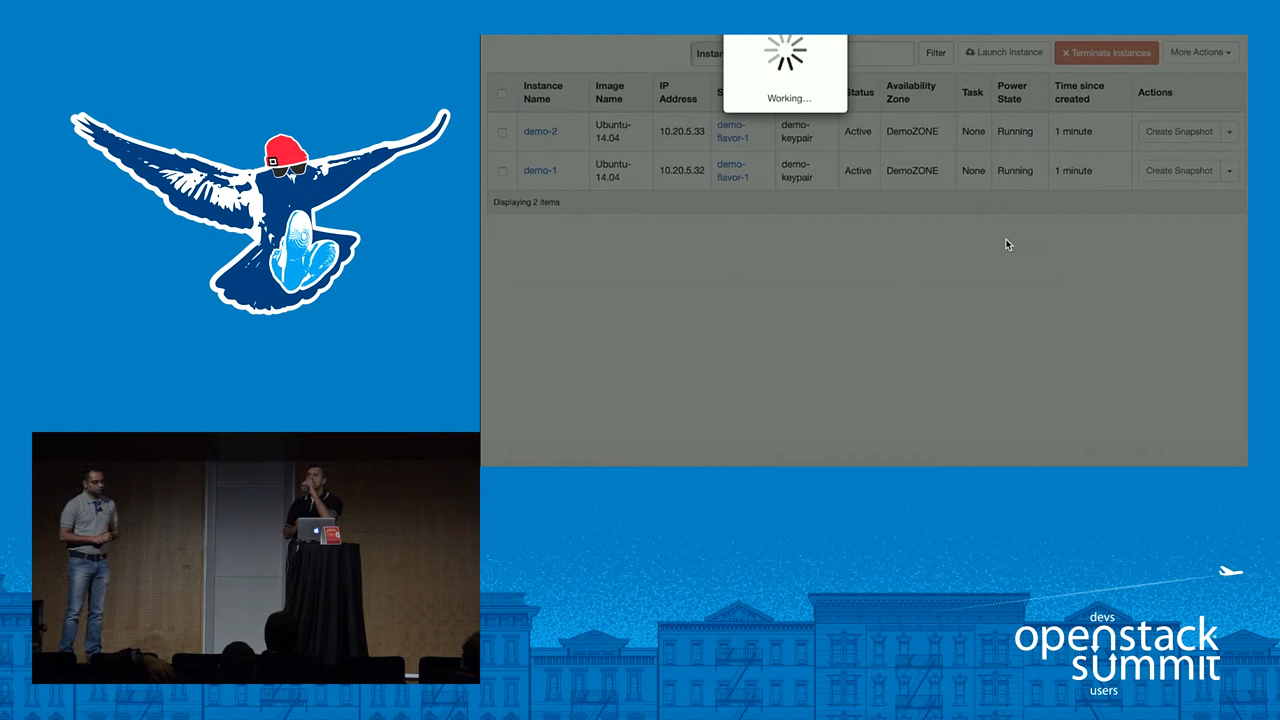 Instan
Filter
Launch Instance
Terminate Instances
More Actions
Working...
Instance Name
Image Name
IP Address
S
Status
Availability Zone
Task
Power State
Time since created
Actions
demo-2
Ubuntu-14.04
10.20.5.33
demo-flavor-1
demo-keypair
Active
DemoZONE
None
Running
1 minute
Create Snapshot
demo-1
Ubuntu-14.04
10.20.5.32
demo-flavor-1
demo-keypair
Active
DemoZONE
None
Running
1 minute
Create Snapshot
Displaying 2 items
devs
openstack
summit
users